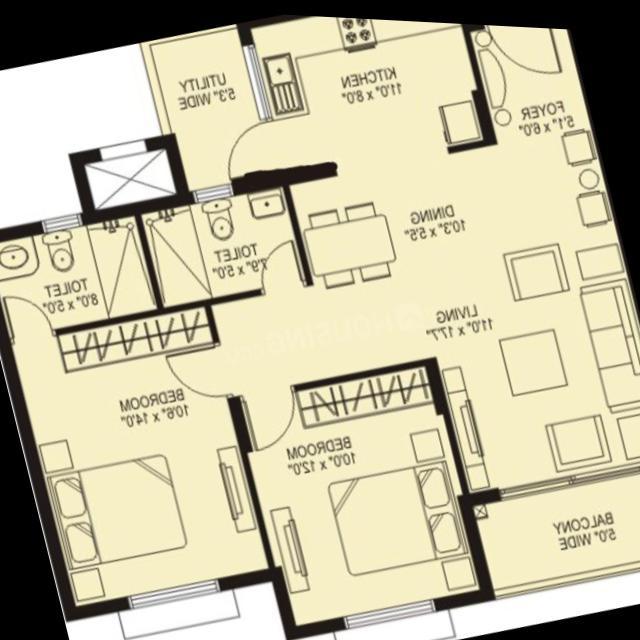 UTILITY
5'3" WIDE
KITCHEN
11'0" x 8'0"
FOYER
5'1" x 6'0"
DINING
10'3" x 5'5"
TOILET
7'9" x 5'0"
TOILET
8'0" x 5'0"
LIVING
11'0" x 17'7"
HOUSING
BEDROOM
10'6" x 14'0"
BEDROOM
10'0" x 12'0"
BALCONY
5'0" WIDE